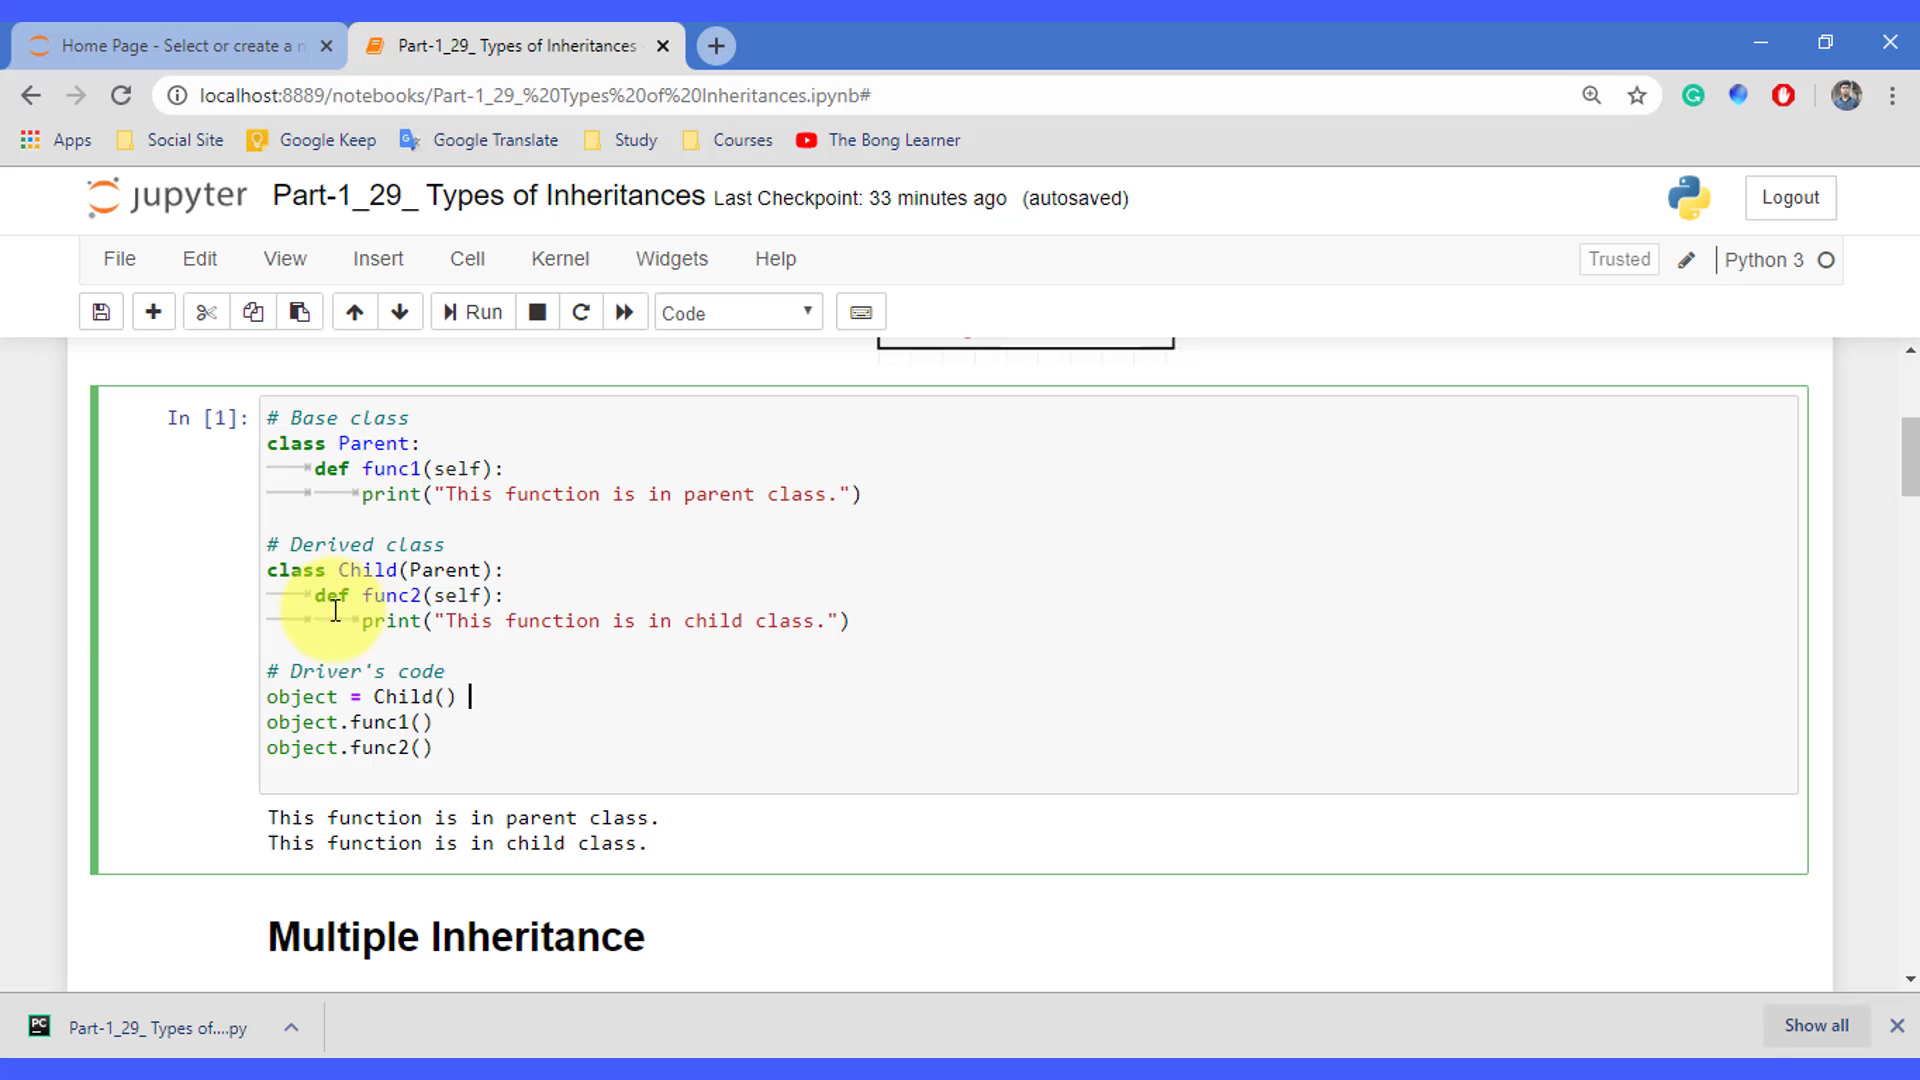 Home Page - Select or create a n
Part-1_29_ Types of Inheritances
localhost:8889/notebooks/Part-1_29_%20Types%20of%20Inheritances.ipynb#
Apps
Social Site
Google Keep
Google Translate
Study
Courses
The Bong Learner
jupyter
Part-1_29_ Types of Inheritances
Last Checkpoint: 33 minutes ago (autosaved)
Logout
File
Edit
View
Insert
Cell
Kernel
Widgets
Help
Trusted
Python 3
Run
Code
In [1]:
# Base class
class Parent:
def func1(self):
print("This function is in parent class.")
# Derived class
class Child(Parent):
def func2(self):
print("This function is in child class.")
# Driver's code
object = Child()
object.func1()
object.func2()
This function is in parent class.
This function is in child class.
Multiple Inheritance
PC
Part-1_29_ Types of....py
Show all